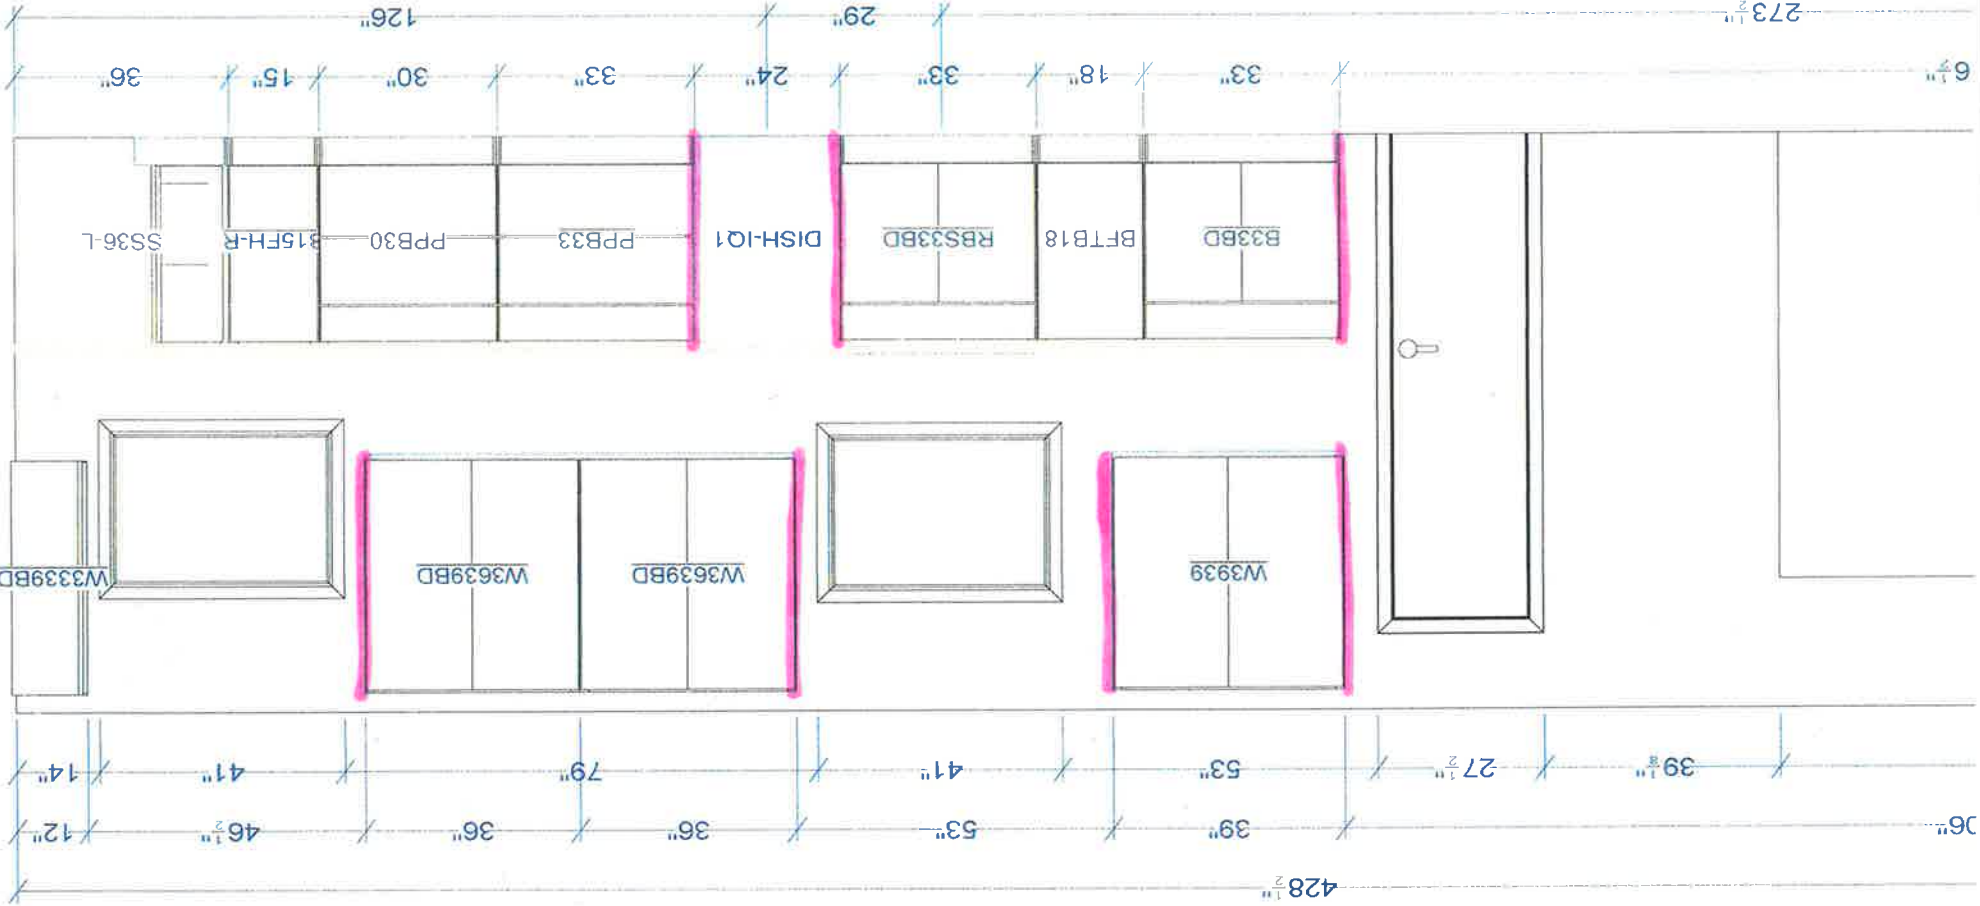 428 1/2"
06" 39" 53" 36" 36" 46 1/2" 12"
39 1/8" 27 1/2" 53" 41" 79" 41" 14"
W3939 W3639BD W3639BD W3339BD
B33BD BFTB18 RBS33BD DISH-IQ1 PPB33 PPB30 B15FH-R SS36-L
6 1/2" 33" 18" 33" 24" 33" 30" 15" 36"
273 1/2" 29" 126"